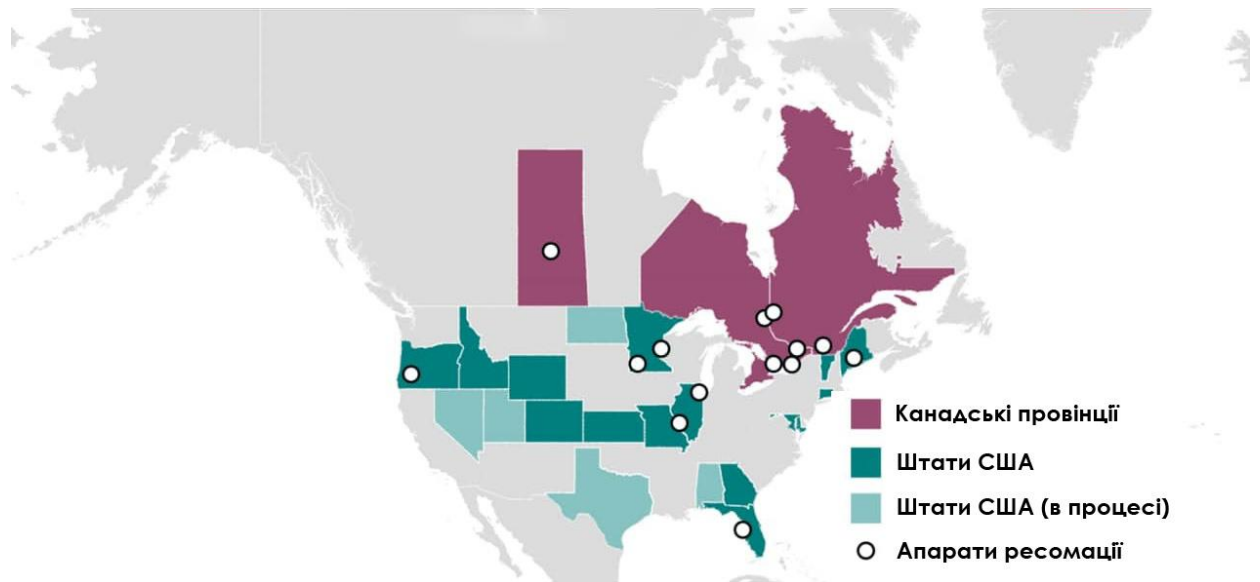 Канадські провінції
Штати США
Штати США (в процесі)
Апарати ресомації